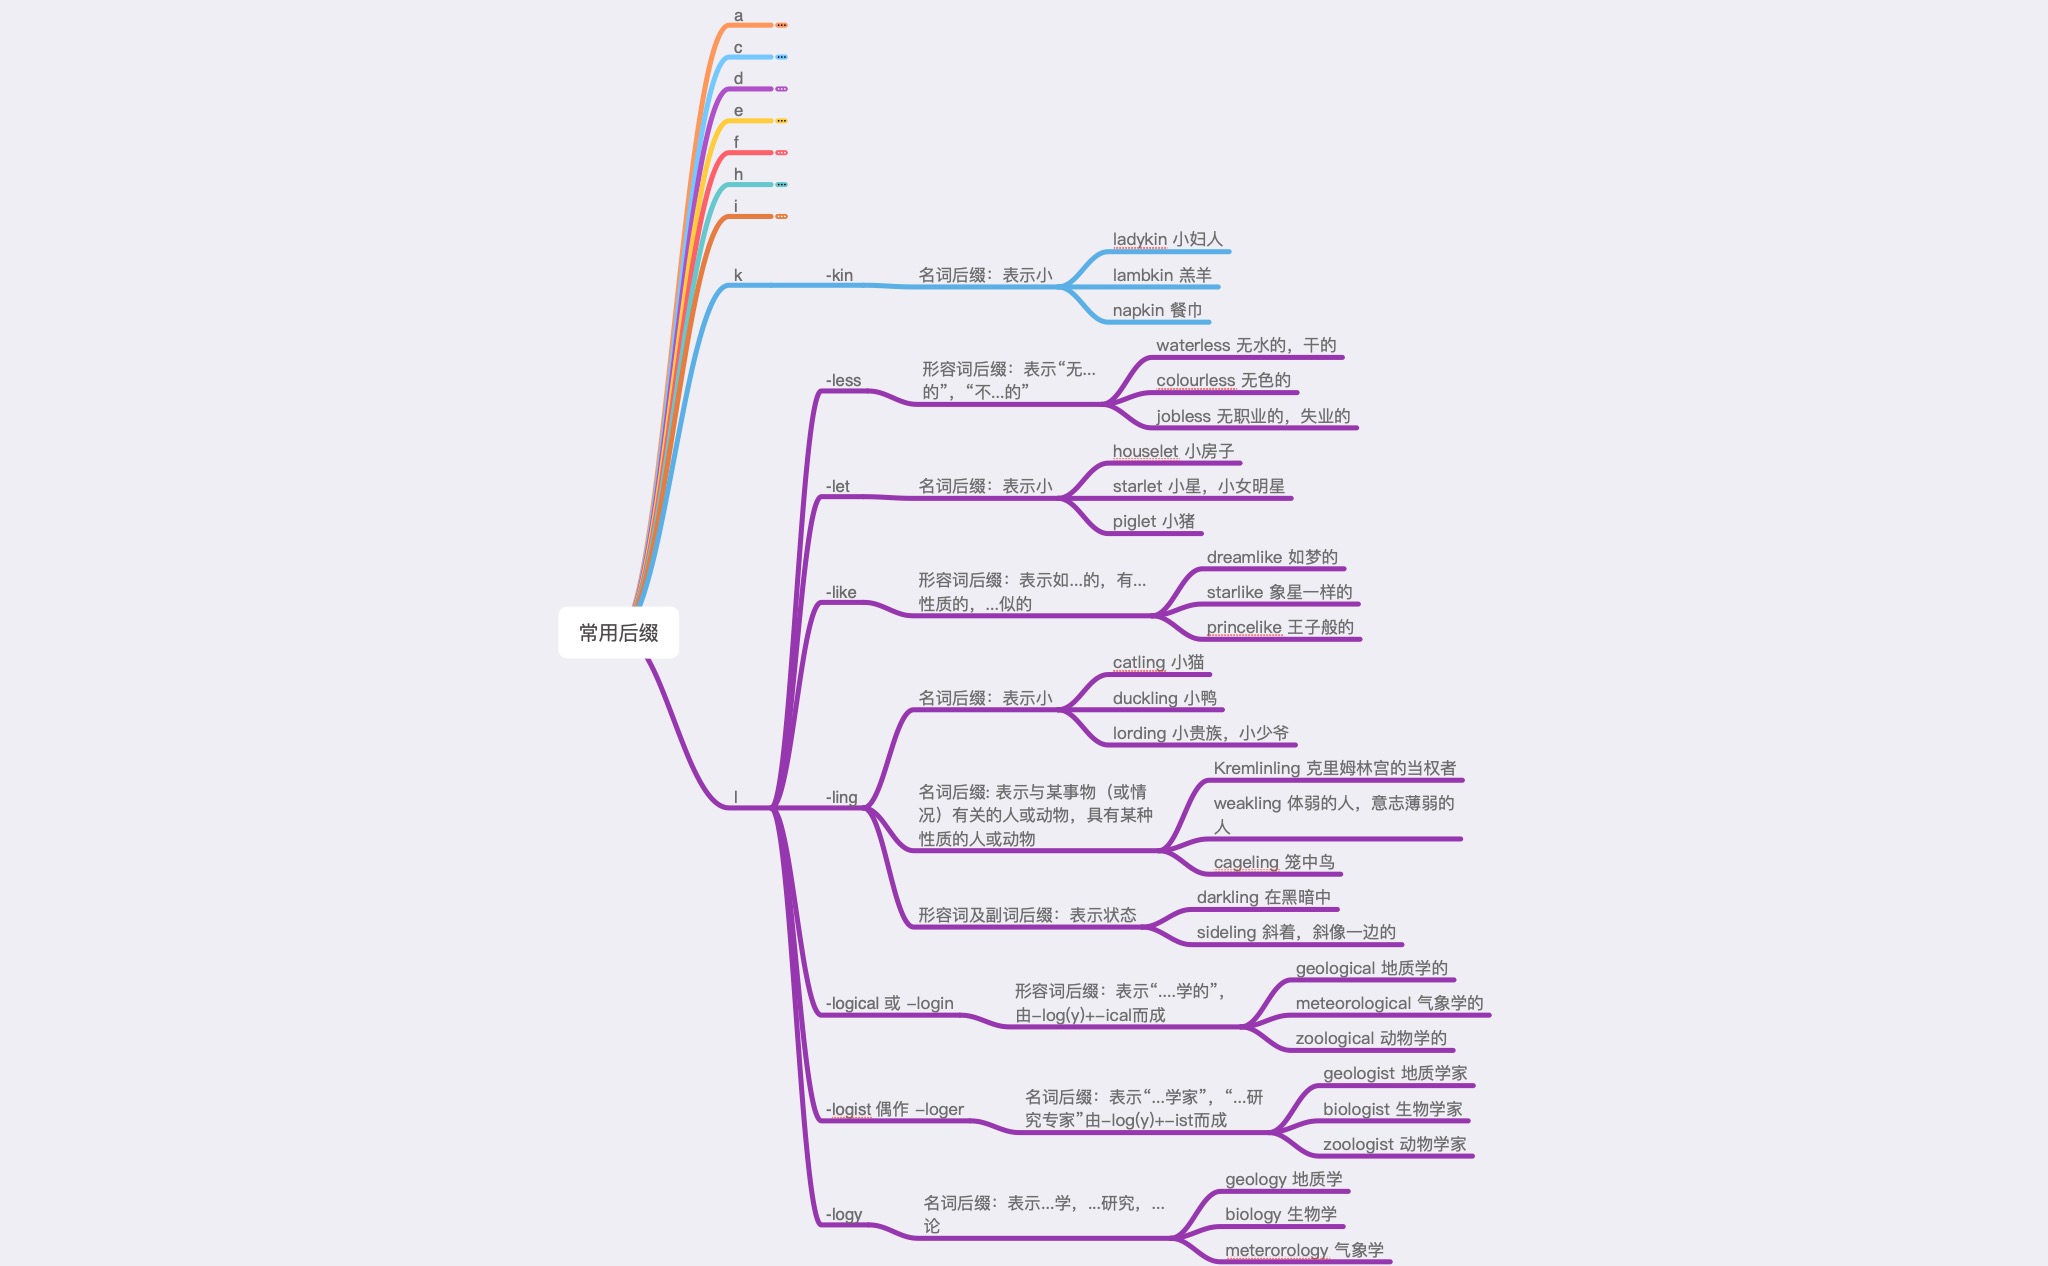 a
c
d
e
f
h
i
k
-kin
名词后缀：表示小
ladykin 小妇人
lambkin 羔羊
napkin 餐巾
常用后缀
l
-less
形容词后缀：表示“无...
的”，“不...的”
waterless 无水的，干的
colourless 无色的
jobless 无职业的，失业的
-let
名词后缀：表示小
houselet 小房子
starlet 小星，小女明星
piglet 小猪
-like
形容词后缀：表示如...的，有...
性质的，...似的
dreamlike 如梦的
starlike 象星一样的
princelike 王子般的
-ling
名词后缀：表示小
catling 小猫
duckling 小鸭
lording 小贵族，小少爷
名词后缀: 表示与某事物（或情
况）有关的人或动物，具有某种
性质的人或动物
Kremlinling 克里姆林宫的当权者
weakling 体弱的人，意志薄弱的
人
cageling 笼中鸟
形容词及副词后缀：表示状态
darkling 在黑暗中
sideling 斜着，斜像一边的
-logical 或 -login
形容词后缀：表示“....学的”，
由-log(y)+-ical而成
geological 地质学的
meteorological 气象学的
zoological 动物学的
-logist 偶作 -loger
名词后缀：表示“...学家”，“...研
究专家”由-log(y)+-ist而成
geologist 地质学家
biologist 生物学家
zoologist 动物学家
-logy
名词后缀：表示...学，...研究，...
论
geology 地质学
biology 生物学
meterorology 气象学